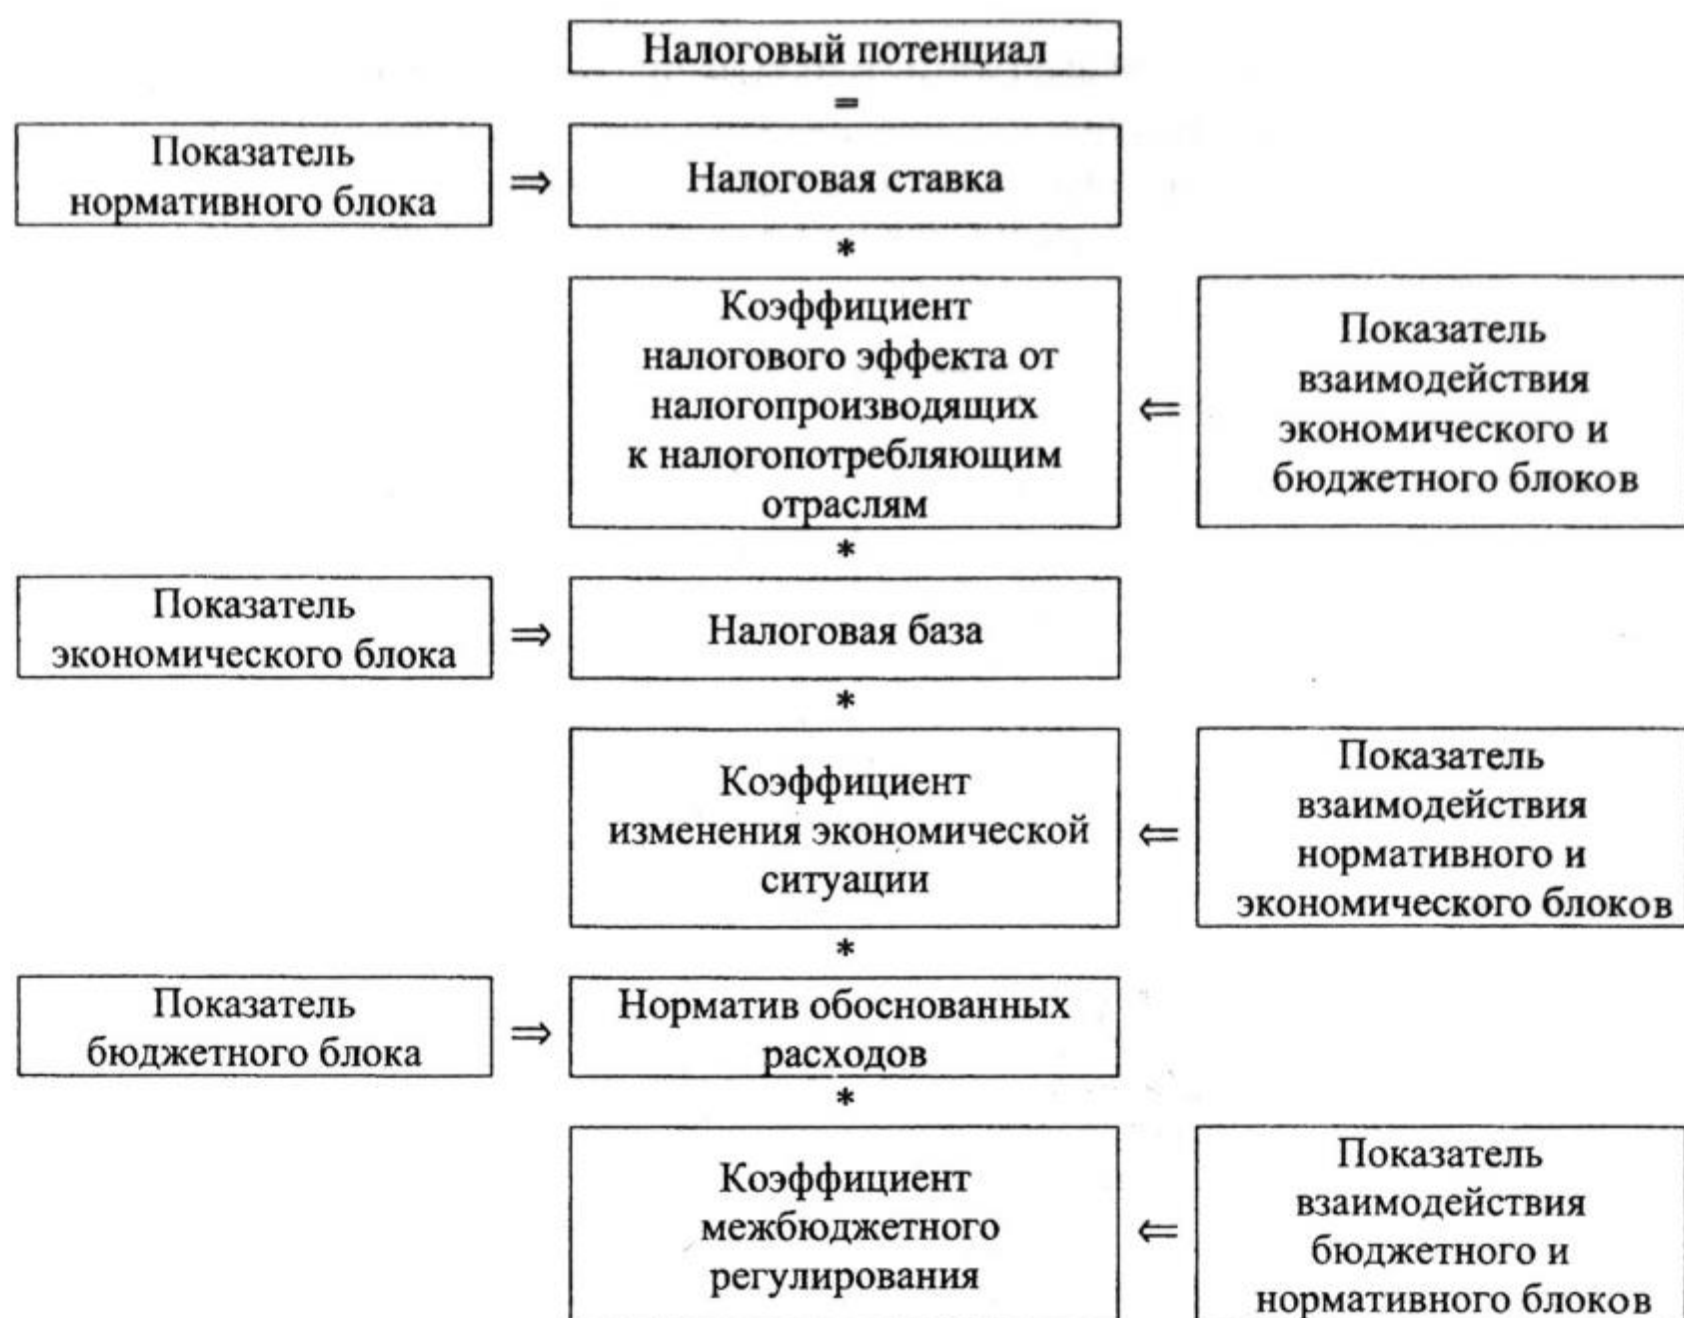 Налоговый потенциал
=
Показатель
нормативного блока
⇒
Налоговая ставка
*
Коэффициент
налогового эффекта от
налогопроизводящих
к налогопотребляющим
отраслям
⇐
Показатель
взаимодействия
экономического и
бюджетного блоков
*
Показатель
экономического блока
⇒
Налоговая база
*
Коэффициент
изменения экономической
ситуации
⇐
Показатель
взаимодействия
нормативного и
экономического блоков
*
Показатель
бюджетного блока
⇒
Норматив обоснованных
расходов
*
Коэффициент
межбюджетного
регулирования
⇐
Показатель
взаимодействия
бюджетного и
нормативного блоков